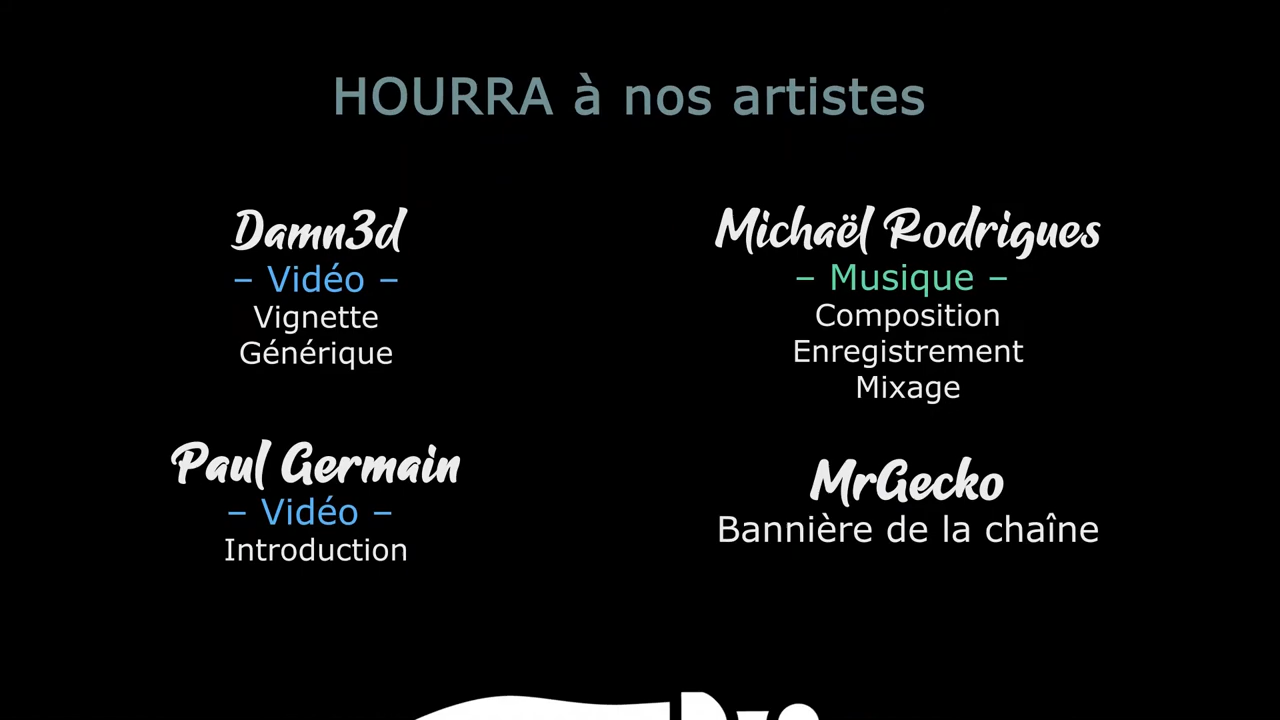 HOURRA à nos artistes
Damn3d
– Vidéo –
Vignette
Générique
Michaël Rodrigues
– Musique –
Composition
Enregistrement
Mixage
Paul Germain
– Vidéo –
Introduction
MrGecko
Bannière de la chaîne